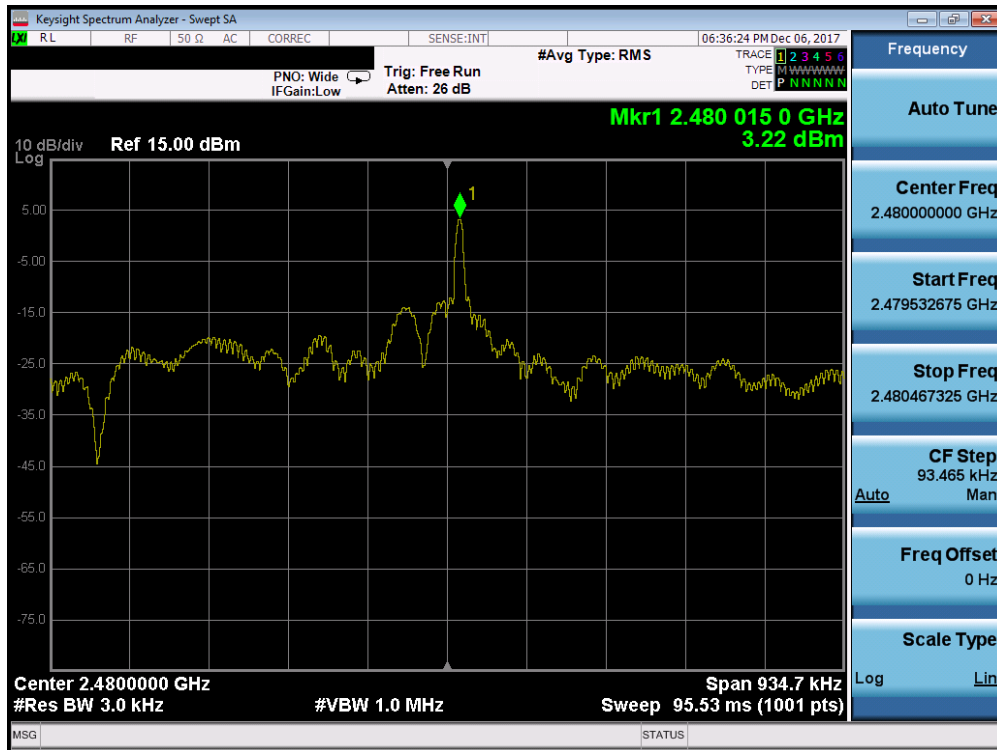 Keysight Spectrum Analyzer - Swept SA
LXI RL RF 50 Ω AC CORREC SENSE:INT 06:36:24 PM Dec 06, 2017
#Avg Type: RMS
TRACE 1 2 3 4 5 6
PNO: Wide Trig: Free Run
TYPE M WWWWW
IFGain:Low Atten: 26 dB
DET P N N N N N
Mkr1 2.480 015 0 GHz
3.22 dBm
10 dB/div Ref 15.00 dBm
Log
1
5.00
-5.00
-15.0
-25.0
-35.0
-45.0
-55.0
-65.0
-75.0
Center 2.4800000 GHz Span 934.7 kHz
#Res BW 3.0 kHz #VBW 1.0 MHz Sweep 95.53 ms (1001 pts)
MSG STATUS
Frequency
Auto Tune
Center Freq
2.480000000 GHz
Start Freq
2.479532675 GHz
Stop Freq
2.480467325 GHz
CF Step
93.465 kHz
Auto Man
Freq Offset
0 Hz
Scale Type
Log Lin